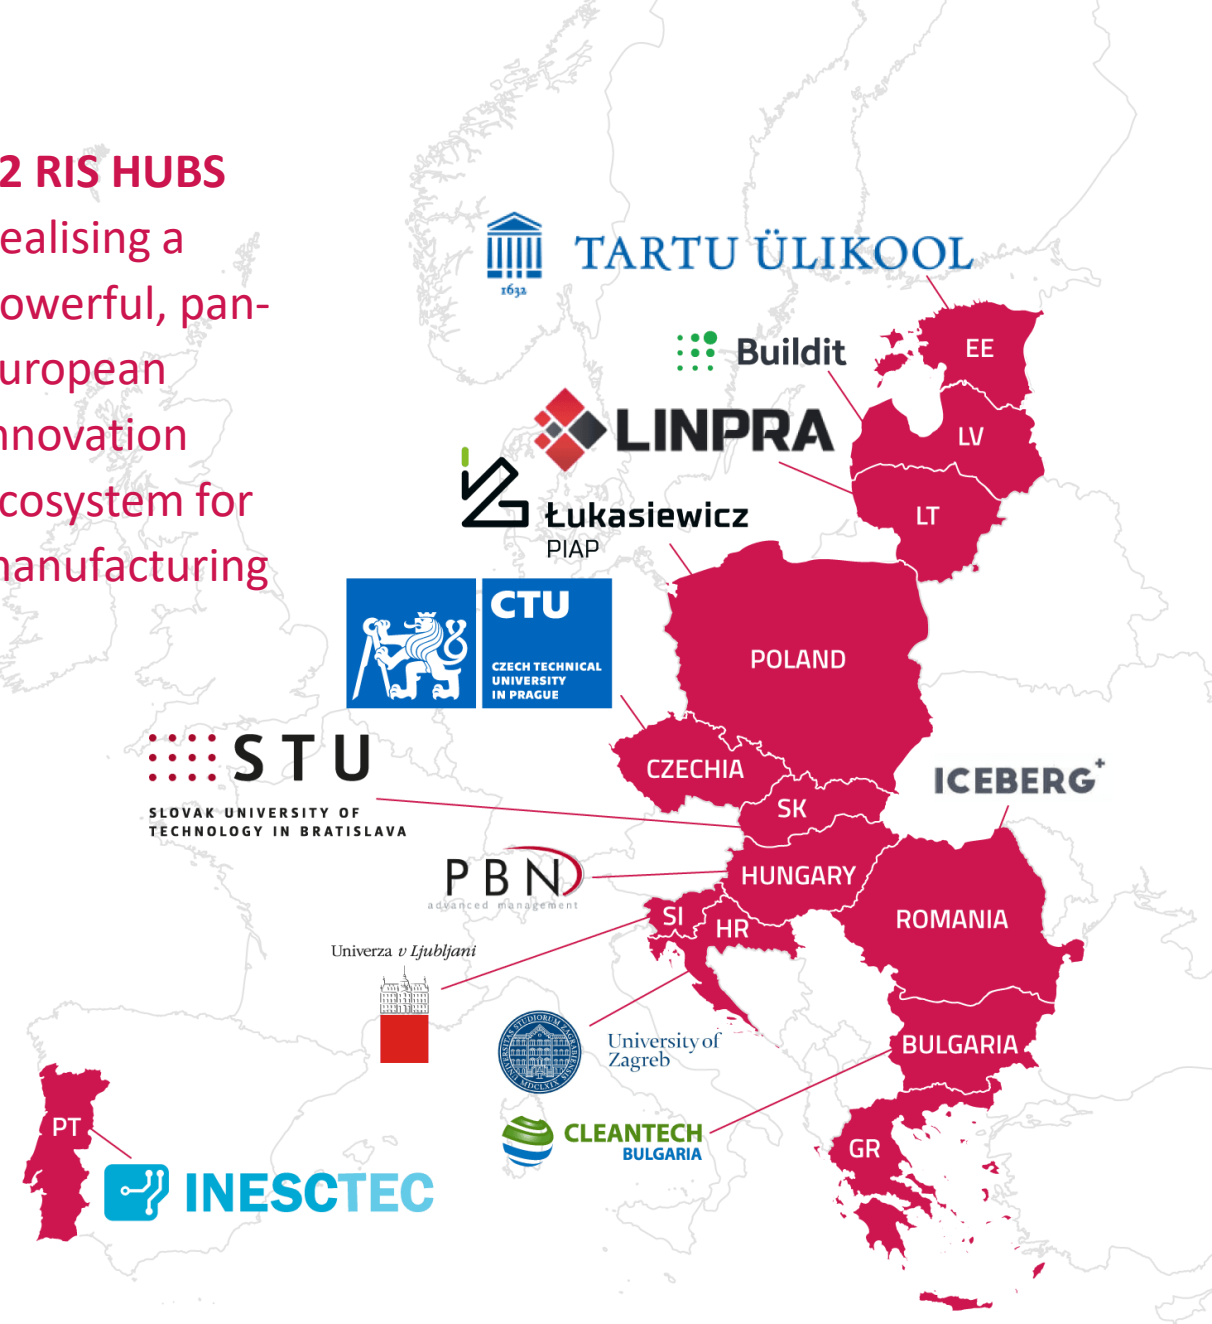 2 RIS HUBS
ealising a
owerful, pan-
uropean
nnovation
cosystem for
nanufacturing
TARTU ÜLIKOOL
1632
EE
Buildit
LINPRA
LV
Łukasiewicz
PIAP
LT
CTU
CZECH TECHNICAL
UNIVERSITY
IN PRAGUE
POLAND
STU
SLOVAK UNIVERSITY OF
TECHNOLOGY IN BRATISLAVA
CZECHIA
ICEBERG+
SK
PBN
advanced management
HUNGARY
SI
HR
ROMANIA
Univerza v Ljubljani
University of
Zagreb
BULGARIA
CLEANTECH
BULGARIA
PT
GR
INESCTEC